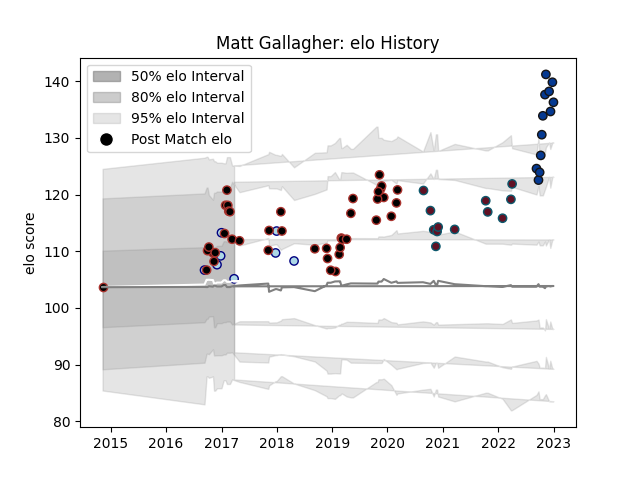 Matt Gallagher: elo History
50% elo Interval
80% elo Interval
95% elo Interval
Post Match elo
elo score
140
130
120
110
100
90
80
2015 2016 2017 2018 2019 2020 2021 2022 2023